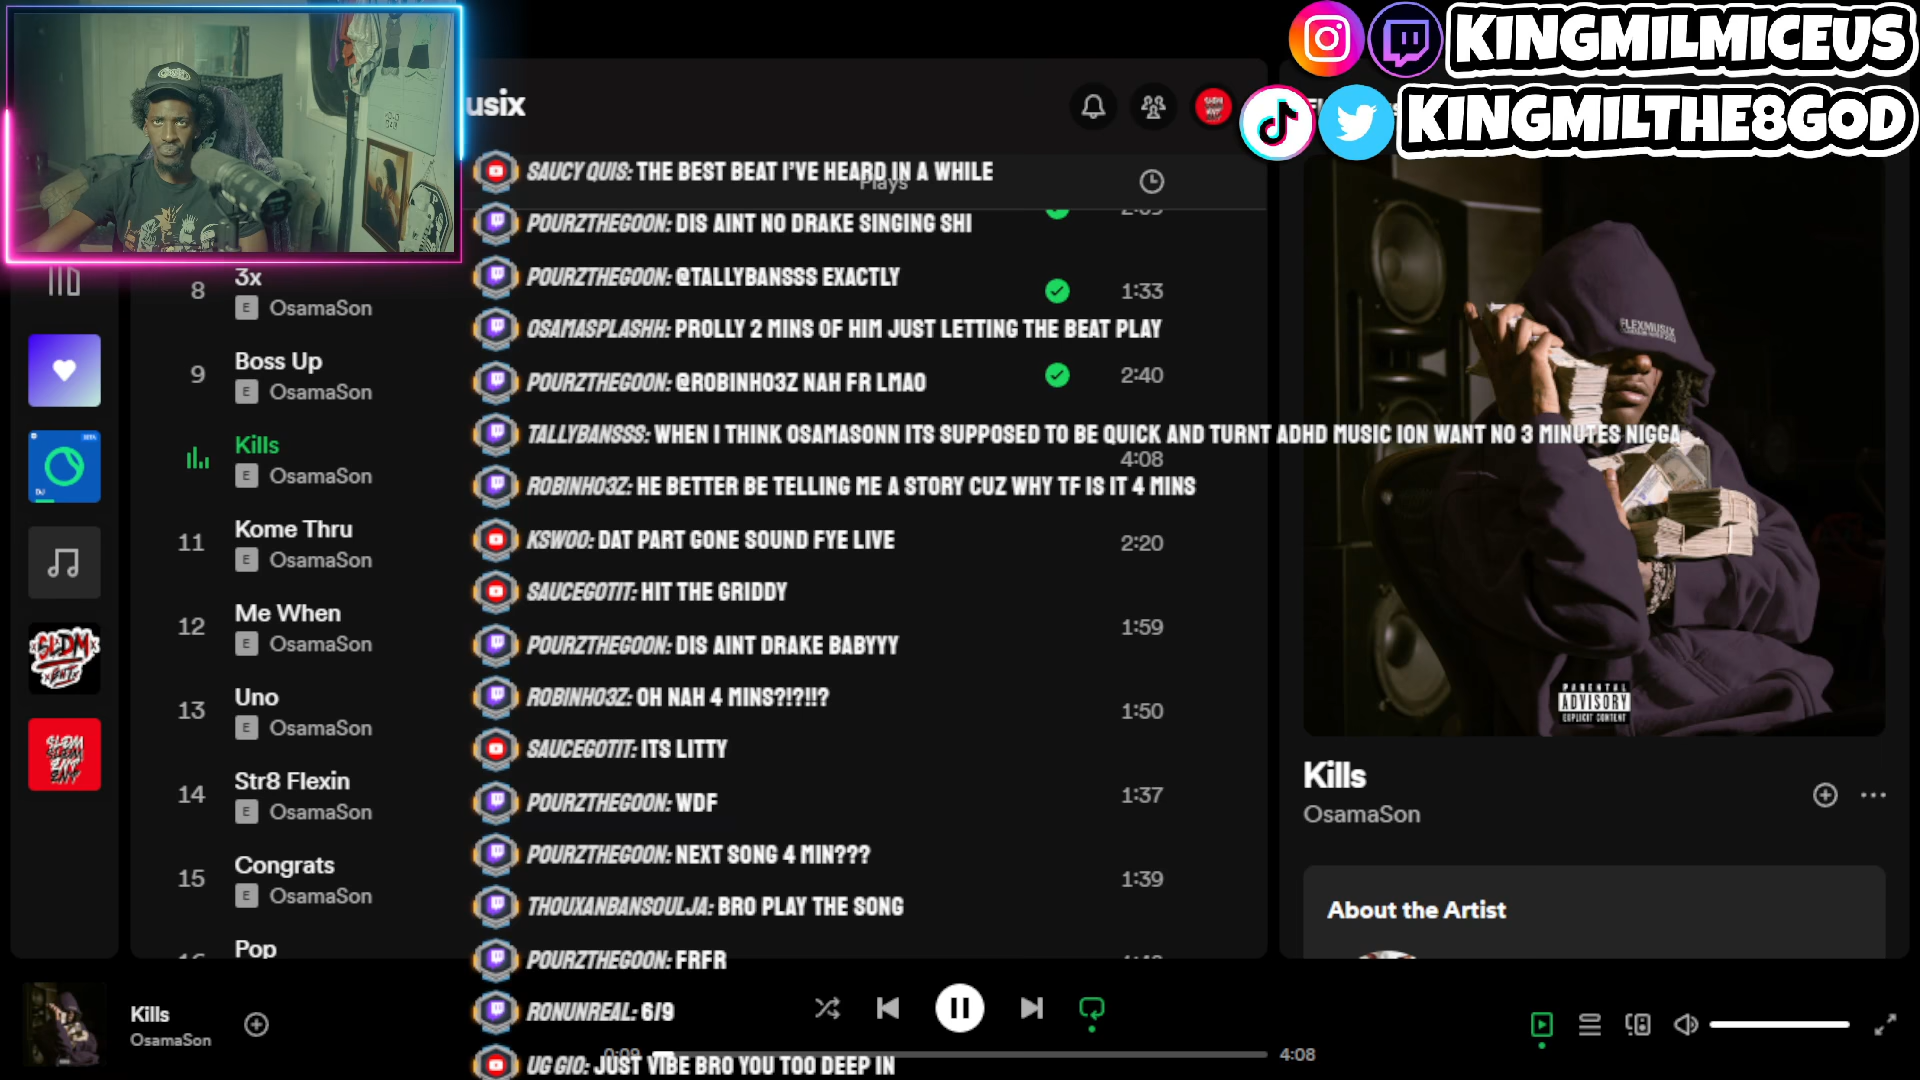 KINGMILMICEUS
KINGMILTHE8GOD
usix
Plays
SAUCY QUIS: THE BEST BEAT I'VE HEARD IN A WHILE
POURZTHEGOON: DIS AINT NO DRAKE SINGING SHI
POURZTHEGOON: @TALLYBANSSS EXACTLY
OSAMASPLASHH: PROLLY 2 MINS OF HIM JUST LETTING THE BEAT PLAY
POURZTHEGOON: @ROBINHO3Z NAH FR LMAO
TALLYBANSSS: WHEN I THINK OSAMASONN ITS SUPPOSED TO BE QUICK AND TURNT ADHD MUSIC ION WANT NO 3 MINUTES NIGGA
ROBINHO3Z: HE BETTER BE TELLING ME A STORY CUZ WHY TF IS IT 4 MINS
KSWOO: DAT PART GONE SOUND FYE LIVE
SAUCEGOTIT: HIT THE GRIDDY
POURZTHEGOON: DIS AINT DRAKE BABYYY
ROBINHO3Z: OH NAH 4 MINS?!?!!?
SAUCEGOTIT: ITS LITTY
POURZTHEGOON: WDF
POURZTHEGOON: NEXT SONG 4 MIN???
THOUXANBANSOULJA: BRO PLAY THE SONG
POURZTHEGOON: FRFR
RONUNREAL: 6/9
UG GIO: JUST VIBE BRO YOU TOO DEEP IN
8 3x 1:33
E OsamaSon
9 Boss Up 2:40
E OsamaSon
Kills 4:08
E OsamaSon
11 Kome Thru 2:20
E OsamaSon
12 Me When 1:59
E OsamaSon
13 Uno 1:50
E OsamaSon
14 Str8 Flexin 1:37
E OsamaSon
15 Congrats 1:39
E OsamaSon
Pop
FLEXMUSIX
PARENTAL
ADVISORY
EXPLICIT CONTENT
Kills
OsamaSon
About the Artist
Kills
OsamaSon
0:09
4:08